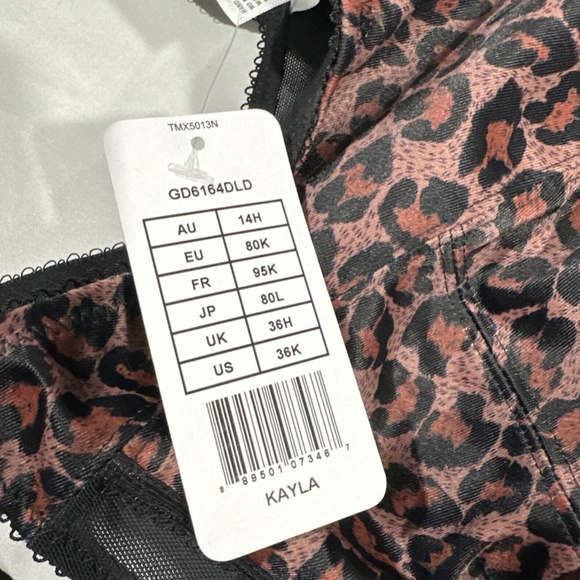 TMX5013N
GD6164DLD
AU 14H
EU 80K
FR 95K
JP 80L
UK 36H
US 36K
8 89501 07346 7
KAYLA